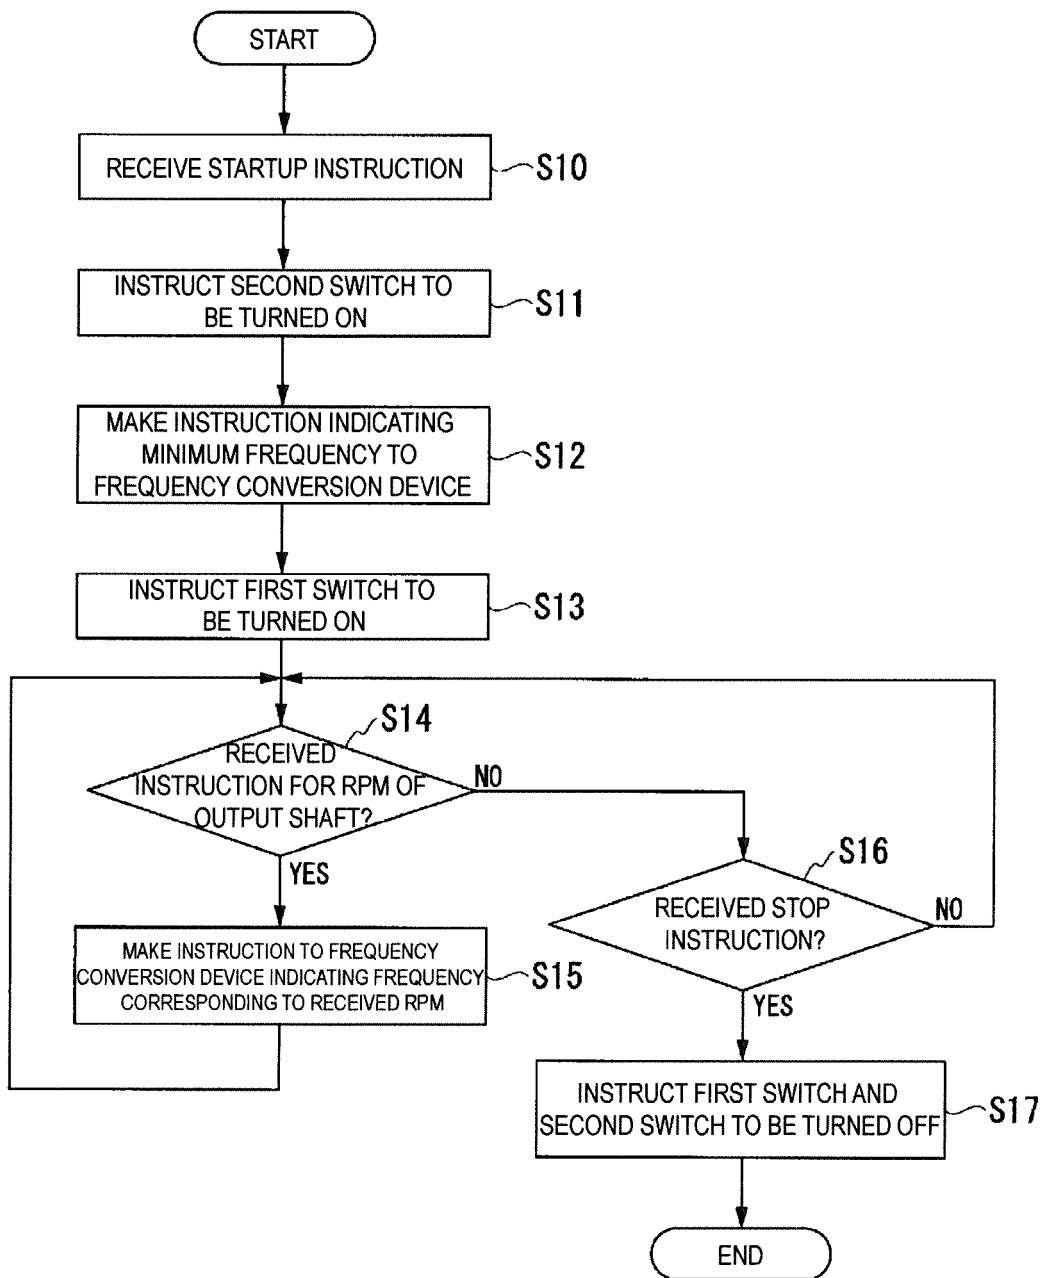 START
RECEIVE STARTUP INSTRUCTION
S10
INSTRUCT SECOND SWITCH TO
BE TURNED ON
S11
MAKE INSTRUCTION INDICATING
MINIMUM FREQUENCY TO
FREQUENCY CONVERSION DEVICE
S12
INSTRUCT FIRST SWITCH TO
BE TURNED ON
S13
S14
RECEIVED
INSTRUCTION FOR RPM OF
OUTPUT SHAFT?
NO
YES
S16
RECEIVED STOP
INSTRUCTION?
NO
YES
MAKE INSTRUCTION TO FREQUENCY
CONVERSION DEVICE INDICATING FREQUENCY
CORRESPONDING TO RECEIVED RPM
S15
INSTRUCT FIRST SWITCH AND
SECOND SWITCH TO BE TURNED OFF
S17
END